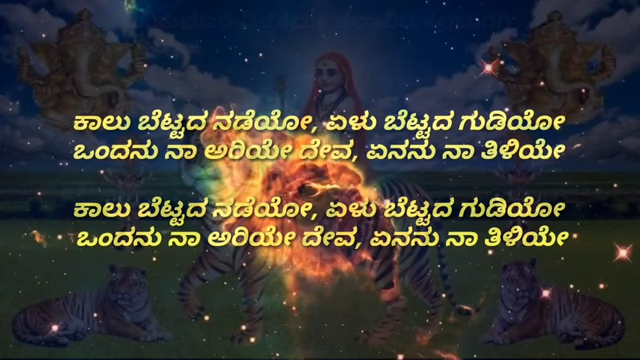 ಕಾಲು ಬೆಟ್ಟದ ನಡೆಯೋ, ಏಳು ಬೆಟ್ಟದ ಗುಡಿಯೋ
ಒಂದನು ನಾ ಅರಿಯೇ ದೇವ, ಏನನು ನಾ ತಿಳಿಯೇ
ಕಾಲು ಬೆಟ್ಟದ ನಡೆಯೋ, ಏಳು ಬೆಟ್ಟದ ಗುಡಿಯೋ
ಒಂದನು ನಾ ಅರಿಯೇ ದೇವ, ಏನನು ನಾ ತಿಳಿಯೇ